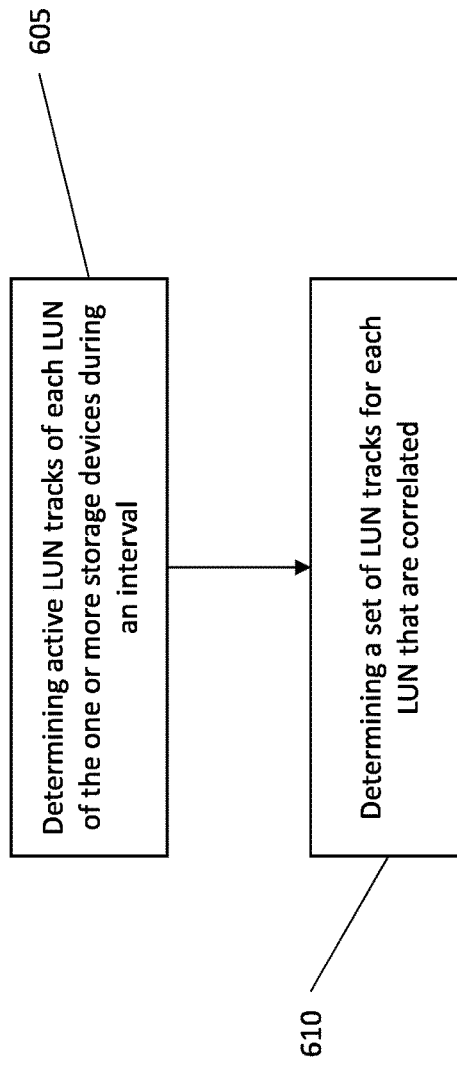 605
Determining active LUN tracks of each LUN
of the one or more storage devices during
an interval
Determining a set of LUN tracks for each
LUN that are correlated
610